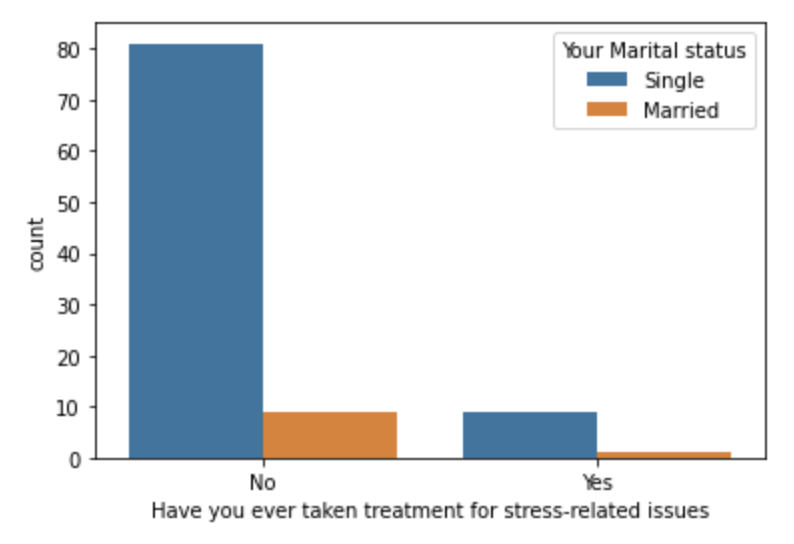 80
70
60
50
40
30
20
10
0
count
Your Marital status
Single
Married
No Yes
Have you ever taken treatment for stress-related issues